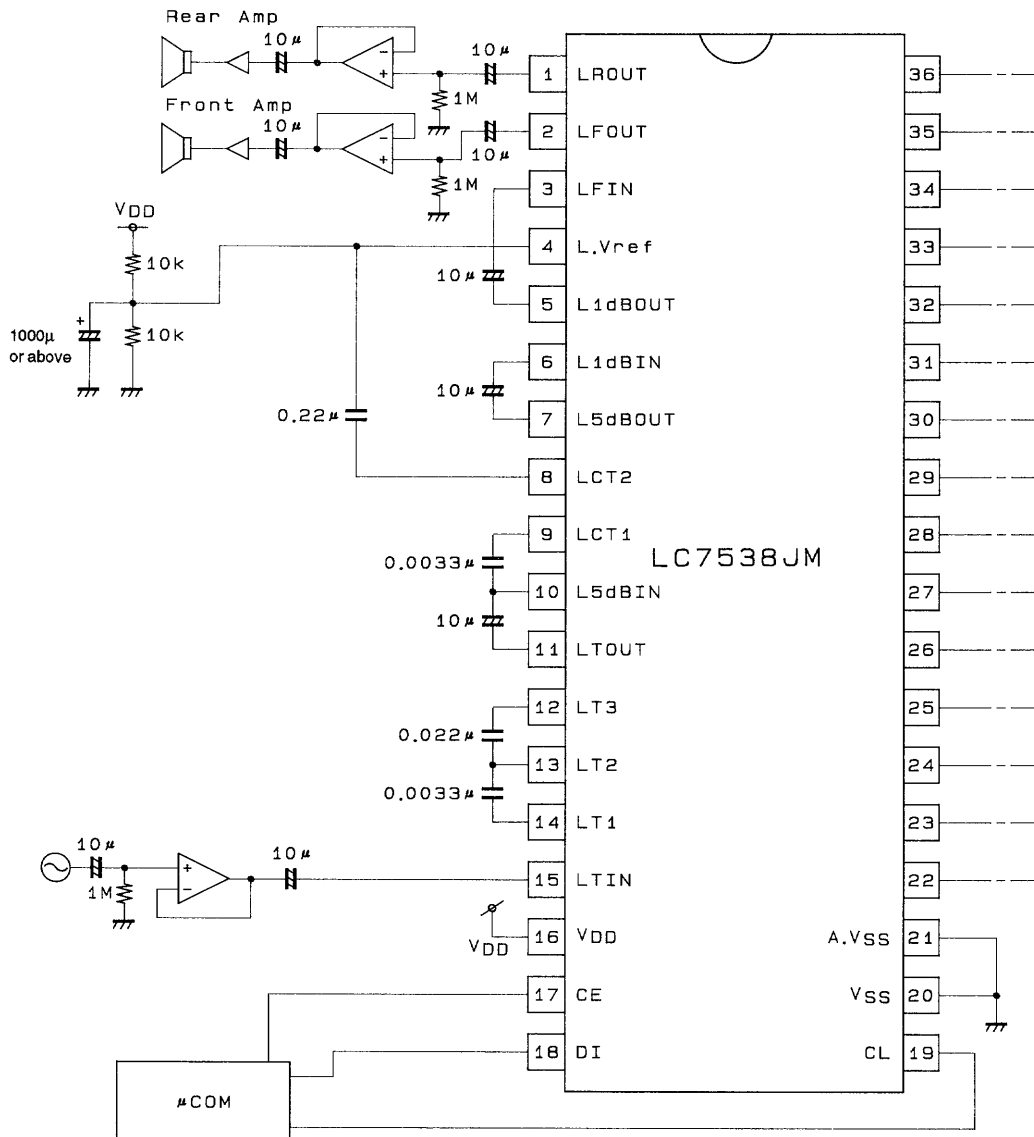 Rear Amp
10μ
10μ
1M
Front Amp
10μ
10μ
1M
VDD
10k
10k
+
1000μ
or above
10μ
10μ
0.22μ
0.0033μ
10μ
0.022μ
0.0033μ
10μ
1M
10μ
VDD
μCOM
LC7538JM
1 LROUT
2 LFOUT
3 LFIN
4 L.Vref
5 L1dBOUT
6 L1dBIN
7 L5dBOUT
8 LCT2
9 LCT1
10 L5dBIN
11 LTOUT
12 LT3
13 LT2
14 LT1
15 LTIN
16 VDD
17 CE
18 DI
36
35
34
33
32
31
30
29
28
27
26
25
24
23
22
A.VSS 21
VSS 20
CL 19